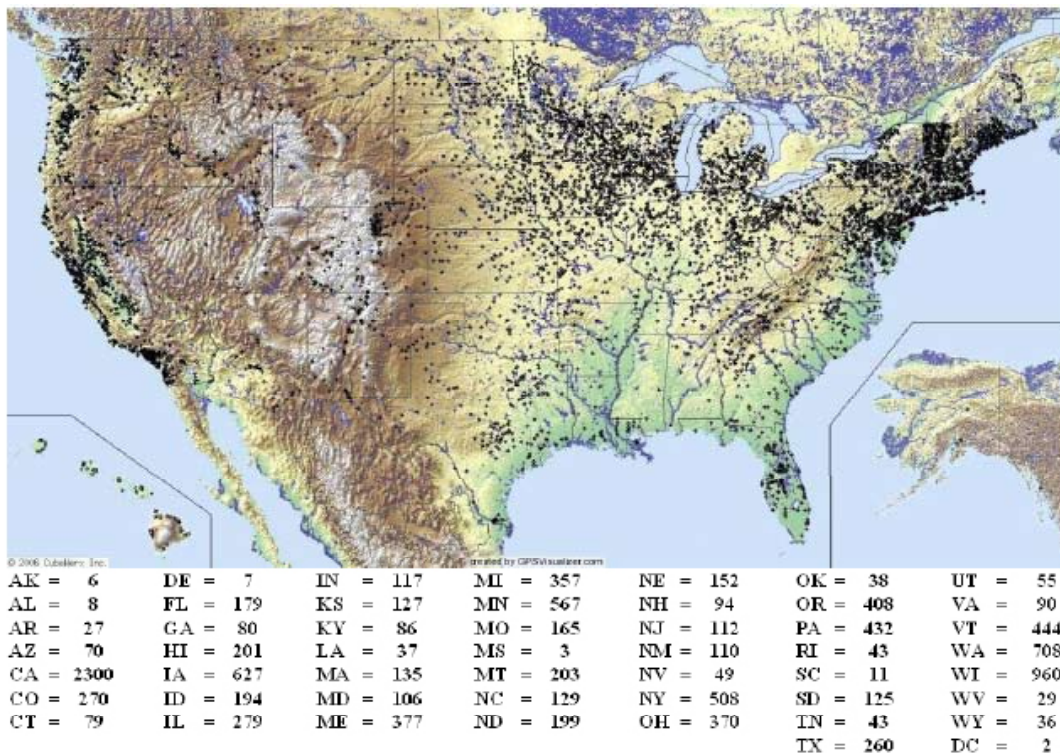 © 2006 Cubeherx Inc.
created by GPSVisualizer.com
AK = 6 DE = 7 IN = 117 MI = 357 NE = 152 OK = 38 UT = 55
AL = 8 FL = 179 KS = 127 MN = 567 NH = 94 OR = 408 VA = 90
AR = 27 GA = 80 KY = 86 MO = 165 NJ = 112 PA = 432 VT = 444
AZ = 70 HI = 201 LA = 37 MS = 3 NM = 110 RI = 43 WA = 708
CA = 2300 IA = 627 MA = 135 MT = 203 NV = 49 SC = 11 WI = 960
CO = 270 ID = 194 MD = 106 NC = 129 NY = 508 SD = 125 WV = 29
CT = 79 IL = 279 ME = 377 ND = 199 OH = 370 TN = 43 WY = 36
TX = 260 DC = 2